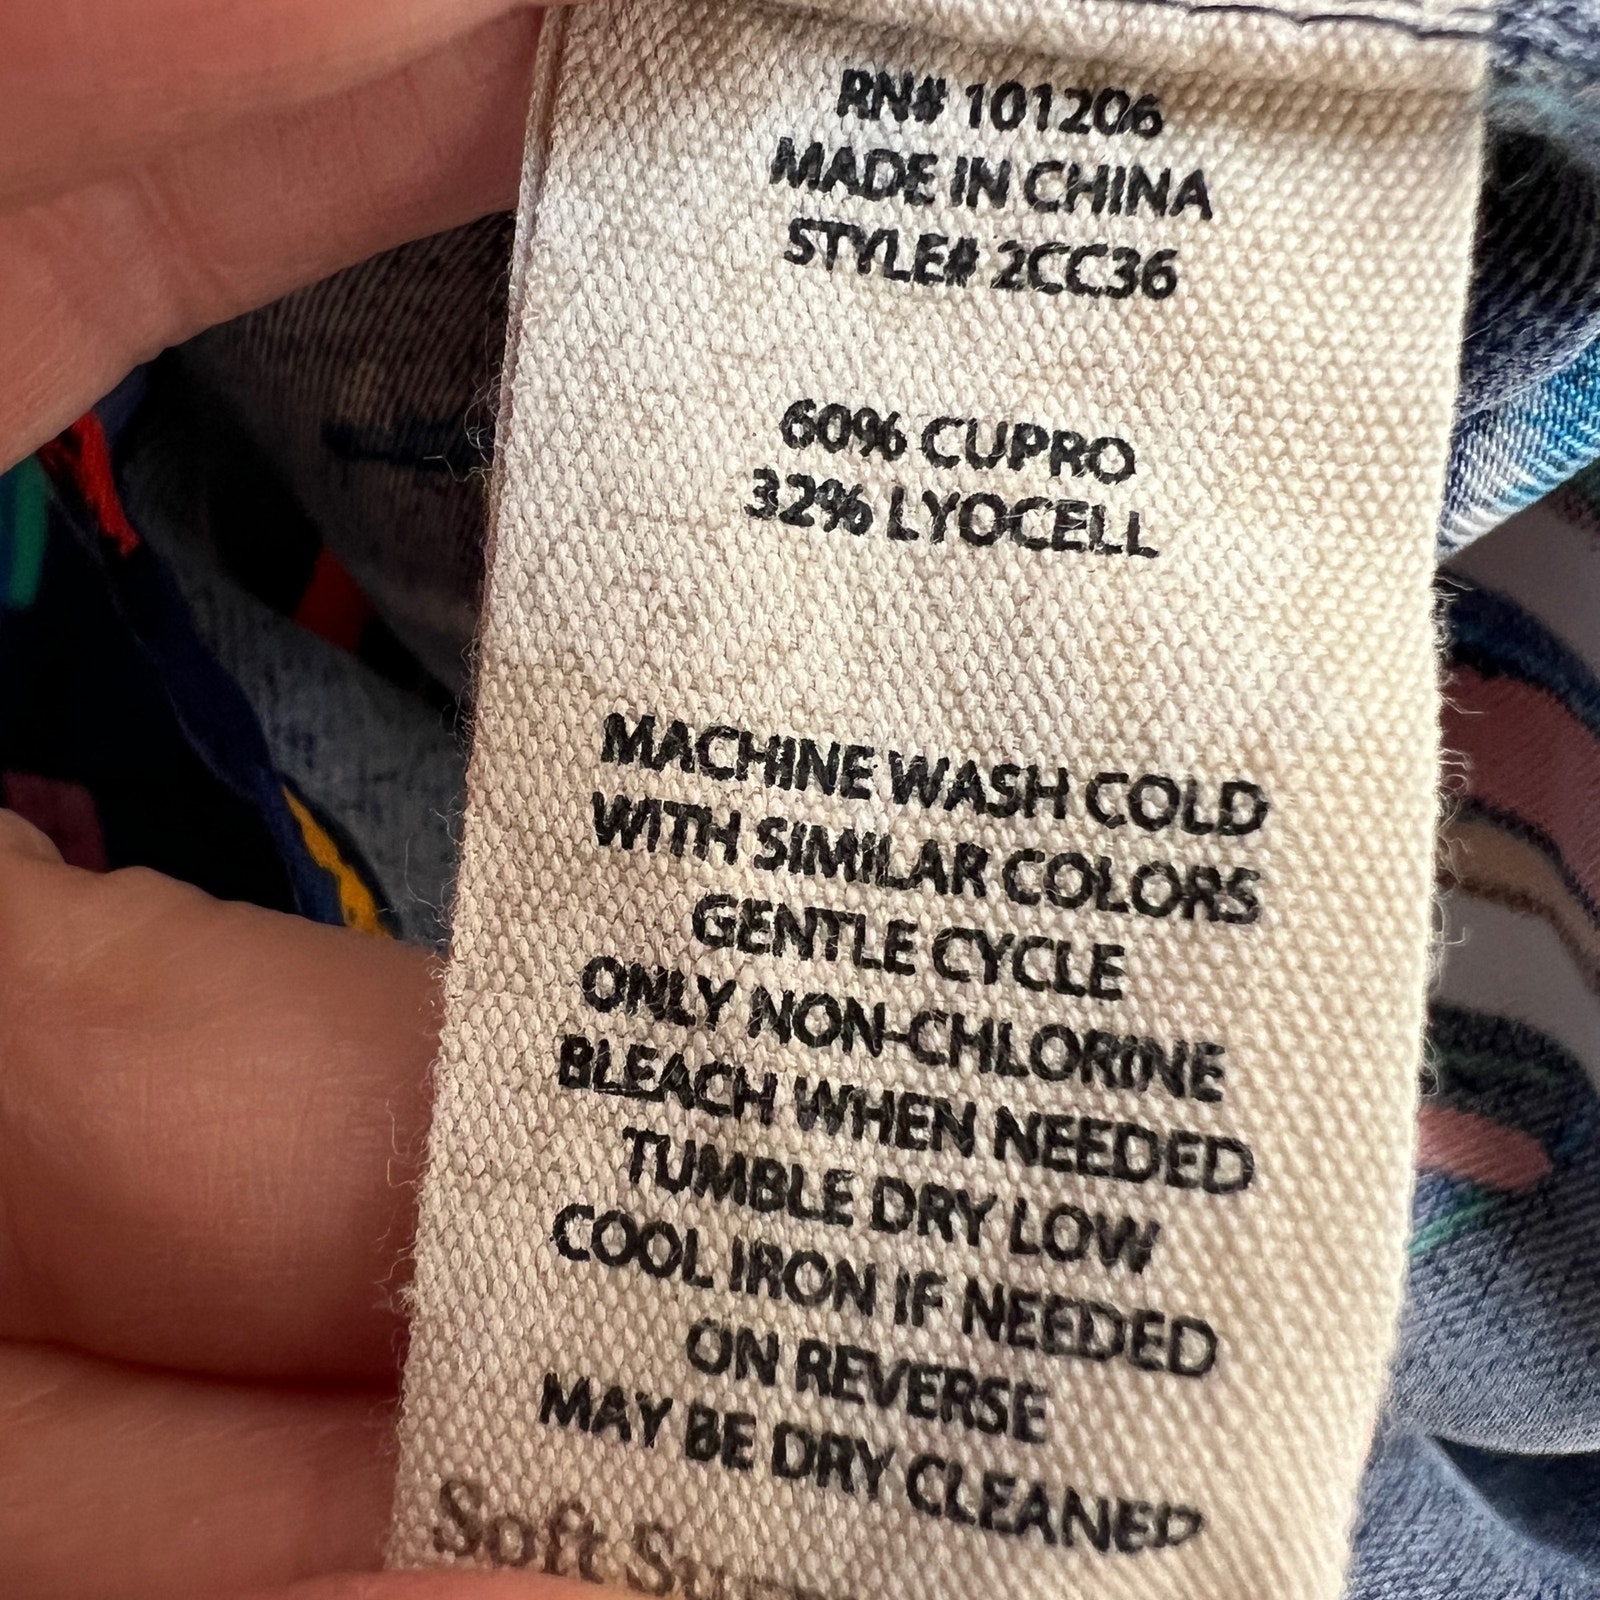 RN# 101206
MADE IN CHINA
STYLE# 2CC36
60% CUPRO
32% LYOCELL
MACHINE WASH COLD
WITH SIMILAR COLORS
GENTLE CYCLE
ONLY NON-CHLORINE
BLEACH WHEN NEEDED
TUMBLE DRY LOW
COOL IRON IF NEEDED
ON REVERSE
MAY BE DRY CLEANED
Soft